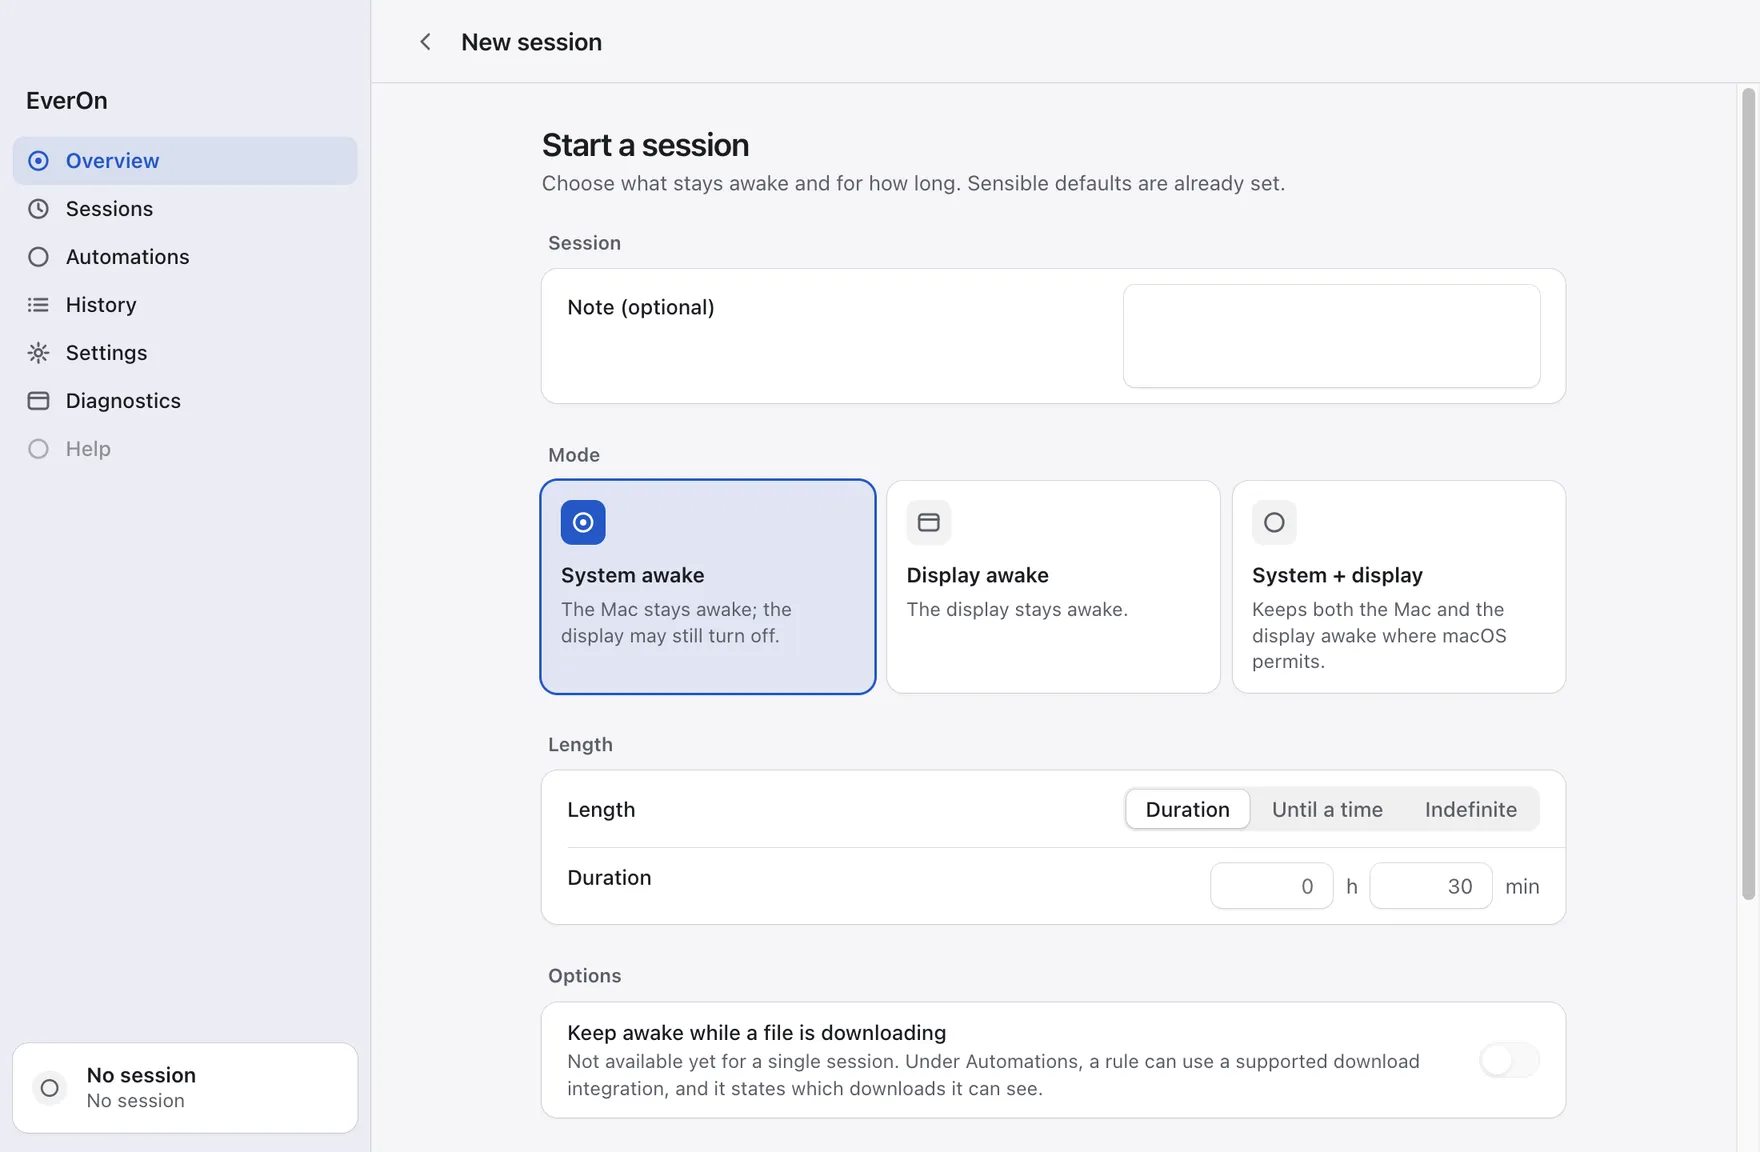 New session
EverOn
Overview
Sessions
Automations
History
Settings
Diagnostics
Help
No session
No session
Start a session
Choose what stays awake and for how long. Sensible defaults are already set.
Session
Note (optional)
Mode
System awake
The Mac stays awake; the
display may still turn off.
Display awake
The display stays awake.
System + display
Keeps both the Mac and the
display awake where macOS
permits.
Length
Length
Duration
Until a time
Indefinite
Duration
0 h 30 min
Options
Keep awake while a file is downloading
Not available yet for a single session. Under Automations, a rule can use a supported download
integration, and it states which downloads it can see.